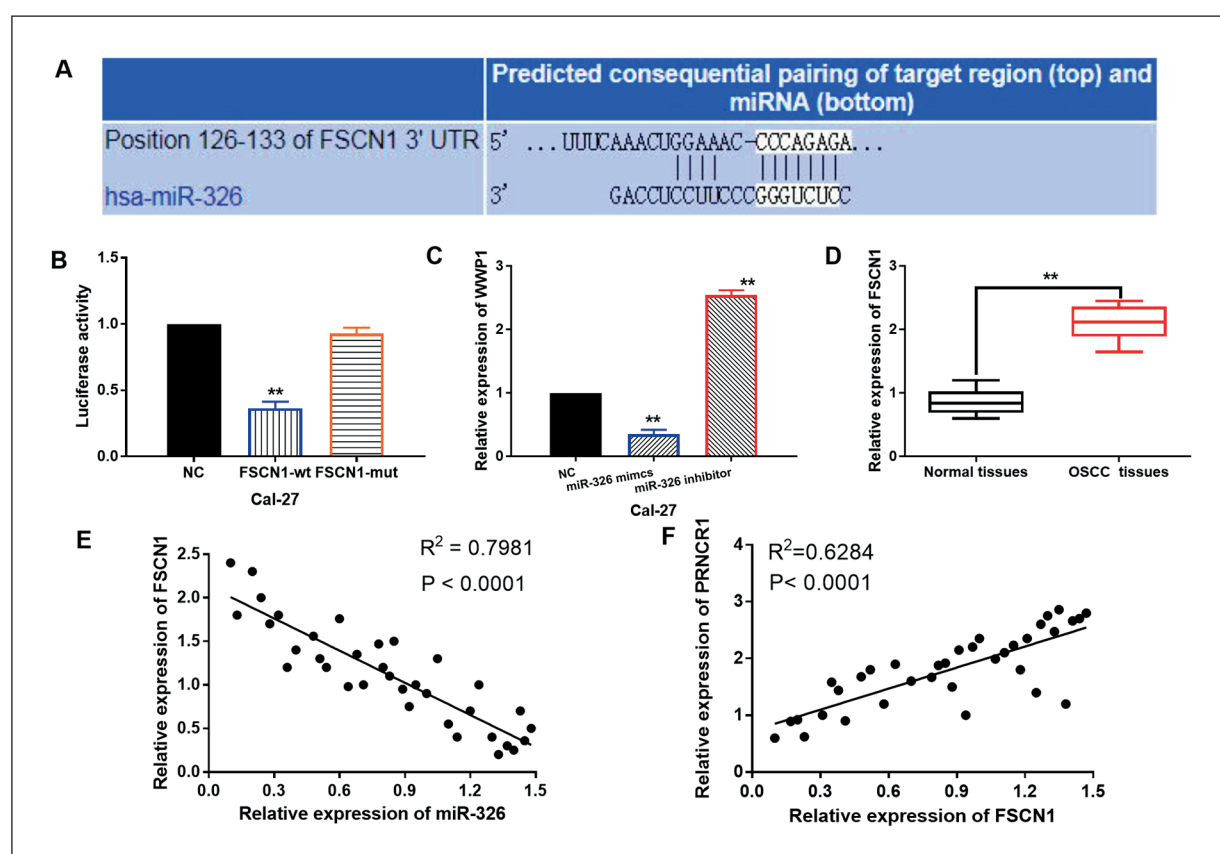 A
Predicted consequential pairing of target region (top) and
miRNA (bottom)
Position 126-133 of FSCN1 3' UTR 5' ...UUUCAAACUGGAAAC-CCCAGAGA...
hsa-miR-326 3' GACCUCCUUCCCGGGUCUCC
B
Luciferase activity
1.5
1.0
0.5
0.0
**
NC FSCN1-wt FSCN1-mut
Cal-27
C
Relative expression of WWP1
3
2
1
0
**
**
NC miR-326 mimcs miR-326 inhibitor
Cal-27
D
Relative expression of FSCN1
3
2
1
0
**
Normal tissues OSCC tissues
E
Relative expression of FSCN1
2.5
2.0
1.5
1.0
0.5
0.0
R² = 0.7981
P < 0.0001
0.0 0.3 0.6 0.9 1.2 1.5
Relative expression of miR-326
F
Relative expression of PRNCR1
4
3
2
1
0
R²=0.6284
P< 0.0001
0.0 0.3 0.6 0.9 1.2 1.5
Relative expression of FSCN1